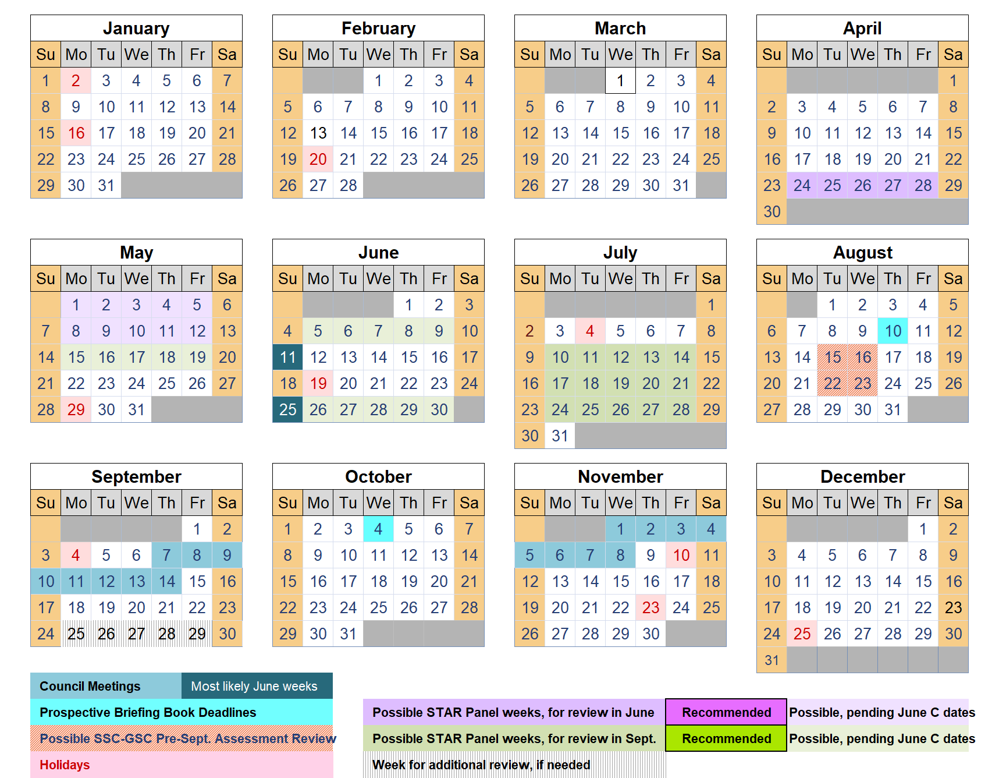 January February March April
Su Mo Tu We Th Fr Sa Su Mo Tu We Th Fr Sa Su Mo Tu We Th Fr Sa Su Mo Tu We Th Fr Sa
1 2 3 4 5 6 7 1 2 3 4 1 2 3 4 1
8 9 10 11 12 13 14 5 6 7 8 9 10 11 5 6 7 8 9 10 11 2 3 4 5 6 7 8
15 16 17 18 19 20 21 12 13 14 15 16 17 18 12 13 14 15 16 17 18 9 10 11 12 13 14 15
22 23 24 25 26 27 28 19 20 21 22 23 24 25 19 20 21 22 23 24 25 16 17 18 19 20 21 22
29 30 31 26 27 28 26 27 28 29 30 31 23 24 25 26 27 28 29
30
May June July August
Su Mo Tu We Th Fr Sa Su Mo Tu We Th Fr Sa Su Mo Tu We Th Fr Sa Su Mo Tu We Th Fr Sa
1 2 3 4 5 6 1 2 3 1 1 2 3 4 5
7 8 9 10 11 12 13 4 5 6 7 8 9 10 2 3 4 5 6 7 8 6 7 8 9 10 11 12
14 15 16 17 18 19 20 11 12 13 14 15 16 17 9 10 11 12 13 14 15 13 14 15 16 17 18 19
21 22 23 24 25 26 27 18 19 20 21 22 23 24 16 17 18 19 20 21 22 20 21 22 23 24 25 26
28 29 30 31 25 26 27 28 29 30 23 24 25 26 27 28 29 27 28 29 30 31
30 31
September October November December
Su Mo Tu We Th Fr Sa Su Mo Tu We Th Fr Sa Su Mo Tu We Th Fr Sa Su Mo Tu We Th Fr Sa
1 2 1 2 3 4 5 6 7 1 2 3 4 1 2
3 4 5 6 7 8 9 8 9 10 11 12 13 14 5 6 7 8 9 10 11 3 4 5 6 7 8 9
10 11 12 13 14 15 16 15 16 17 18 19 20 21 12 13 14 15 16 17 18 10 11 12 13 14 15 16
17 18 19 20 21 22 23 22 23 24 25 26 27 28 19 20 21 22 23 24 25 17 18 19 20 21 22 23
24 25 26 27 28 29 30 29 30 31 26 27 28 29 30 24 25 26 27 28 29 30
31
Council Meetings Most likely June weeks
Prospective Briefing Book Deadlines Possible STAR Panel weeks, for review in June Recommended Possible, pending June C dates
Possible SSC-GSC Pre-Sept. Assessment Review Possible STAR Panel weeks, for review in Sept. Recommended Possible, pending June C dates
Holidays Week for additional review, if needed